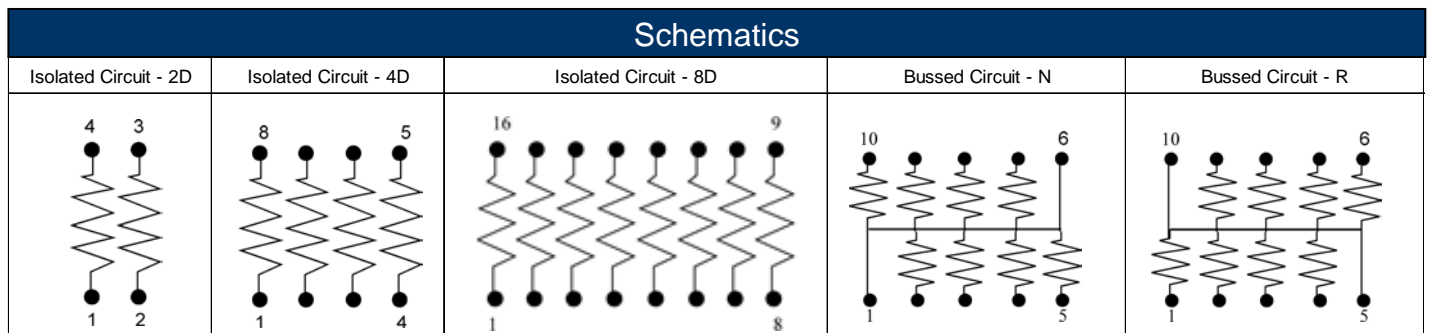 Schematics
Isolated Circuit - 2D Isolated Circuit - 4D Isolated Circuit - 8D Bussed Circuit - N Bussed Circuit - R
4 3 8 5 16 9 10 6 10 6
1 2 1 4 1 8 1 5 1 5